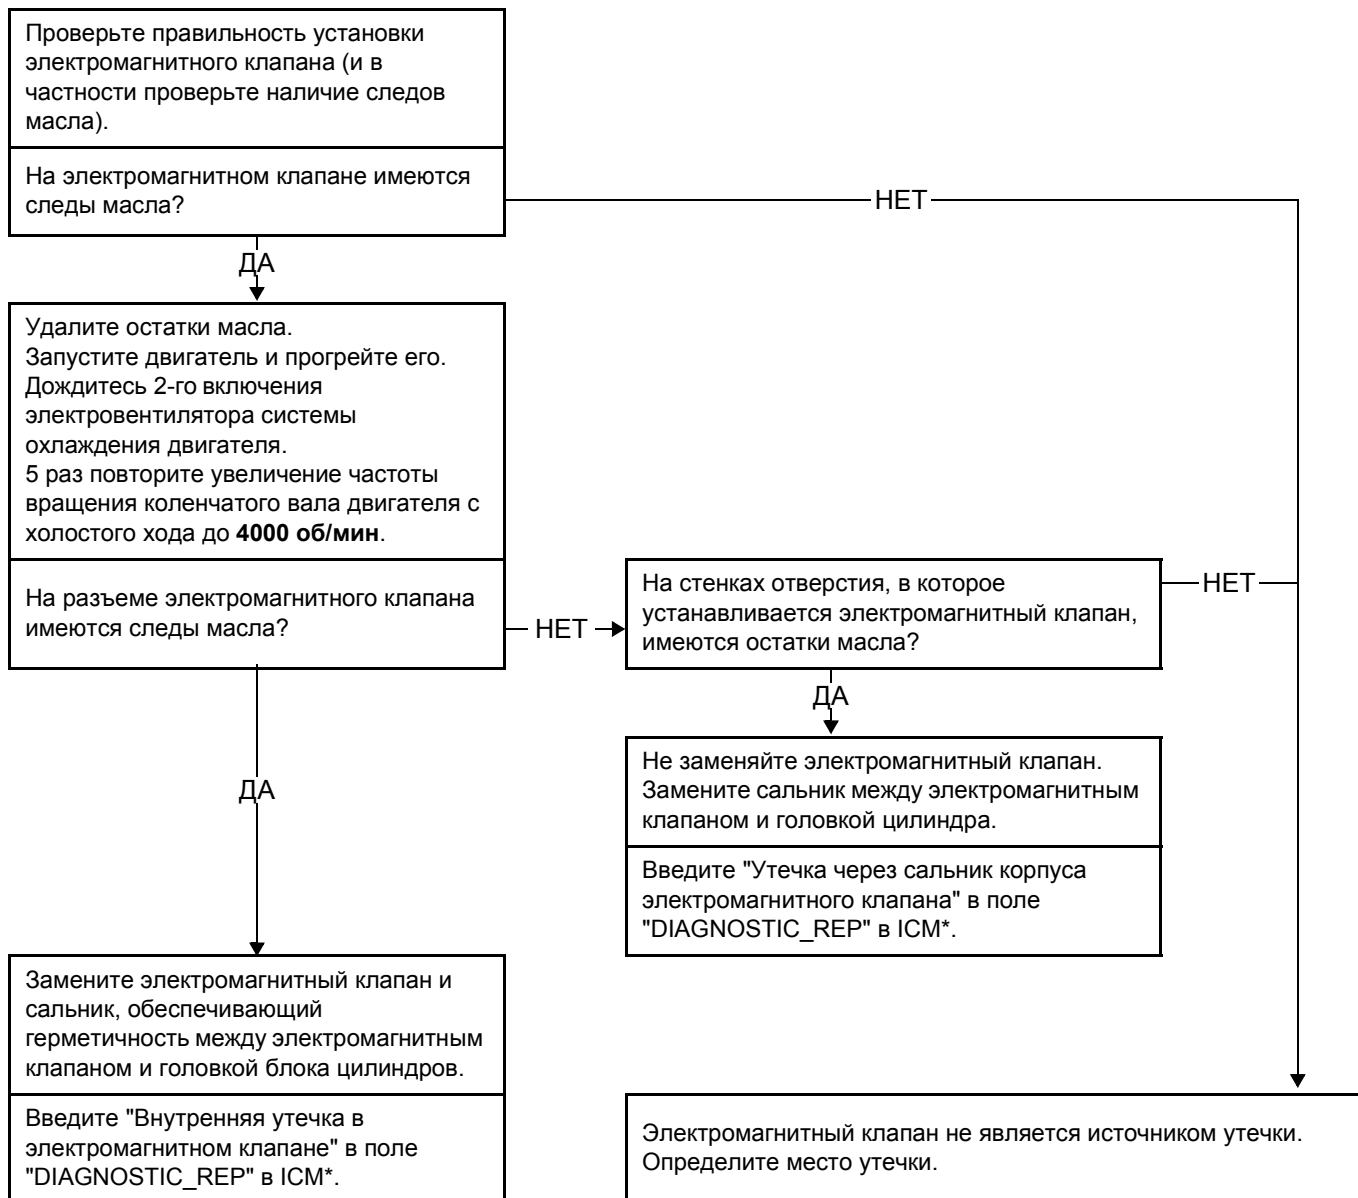 Проверьте правильность установки
электромагнитного клапана (и в
частности проверьте наличие следов
масла).
На электромагнитном клапане имеются
следы масла?
НЕТ
ДА
Удалите остатки масла.
Запустите двигатель и прогрейте его.
Дождитесь 2-го включения
электровентилятора системы
охлаждения двигателя.
5 раз повторите увеличение частоты
вращения коленчатого вала двигателя с
холостого хода до 4000 об/мин.
На разъеме электромагнитного клапана
имеются следы масла?
НЕТ
На стенках отверстия, в которое
устанавливается электромагнитный клапан,
имеются остатки масла?
НЕТ
ДА
Не заменяйте электромагнитный клапан.
Замените сальник между электромагнитным
клапаном и головкой цилиндра.
Введите "Утечка через сальник корпуса
электромагнитного клапана" в поле
"DIAGNOSTIC_REP" в ICM*.
ДА
Замените электромагнитный клапан и
сальник, обеспечивающий
герметичность между электромагнитным
клапаном и головкой блока цилиндров.
Введите "Внутренняя утечка в
электромагнитном клапане" в поле
"DIAGNOSTIC_REP" в ICM*.
Электромагнитный клапан не является источником утечки.
Определите место утечки.